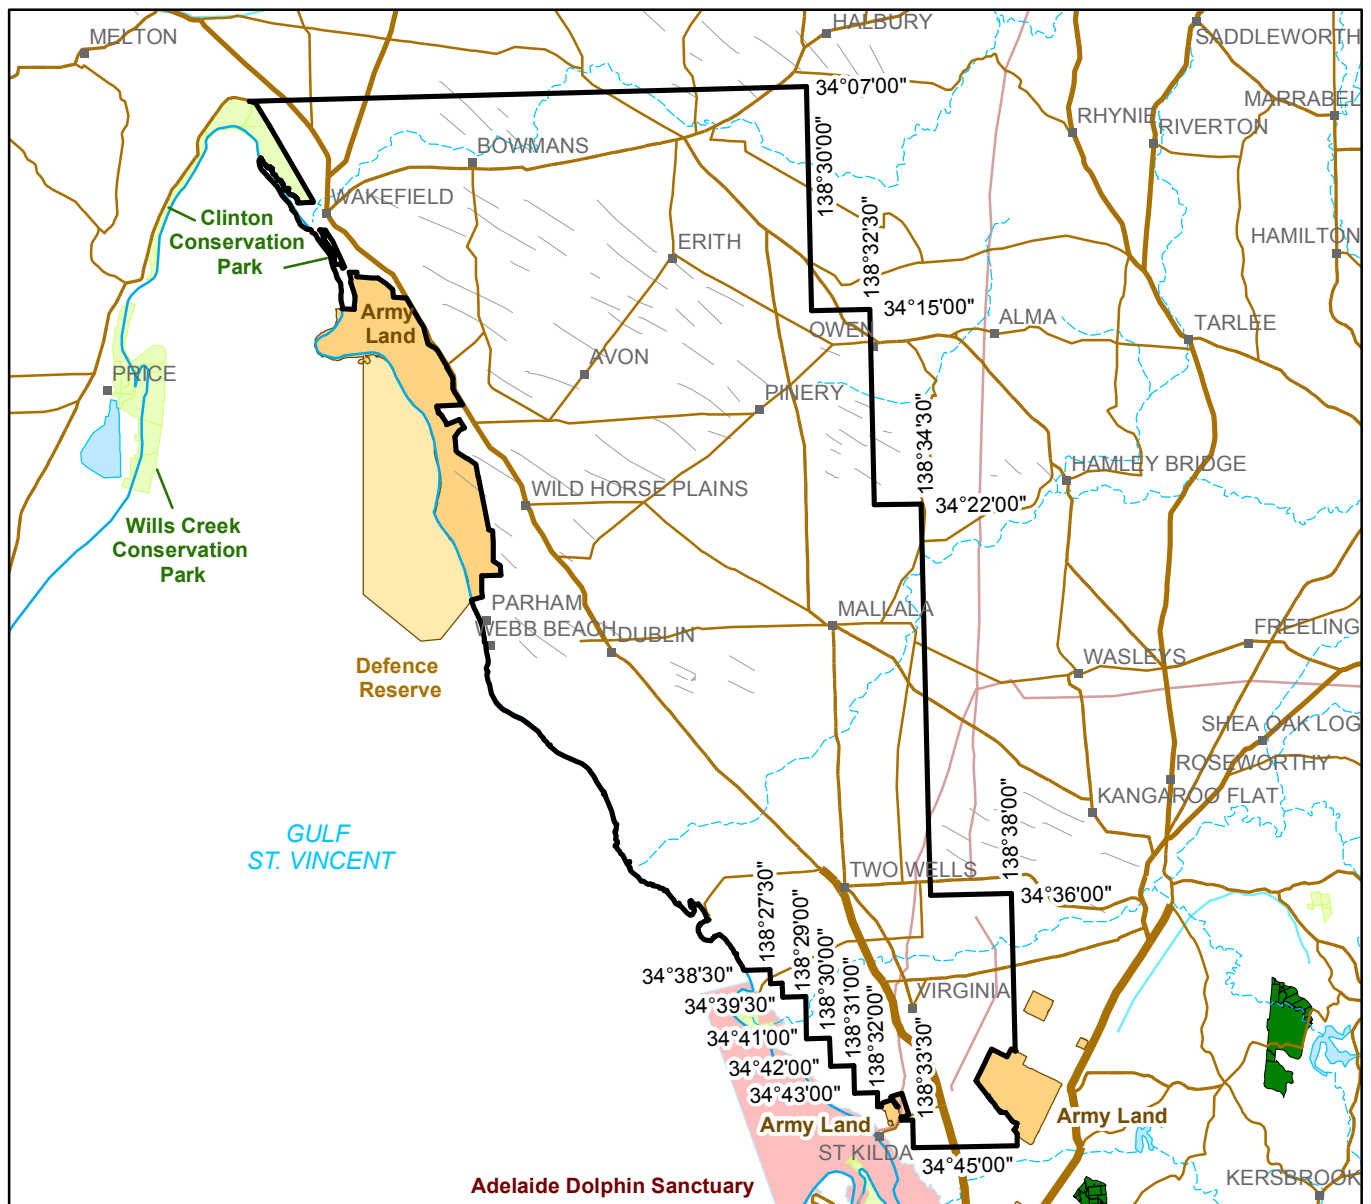 HALBURY
MELTON
SADDLEWORTH
34°07'00"
MARRABEL
RHYNIE
RIVERTON
BOWMANS
138°30'00"
WAKEFIELD
Clinton
Conservation
Park
ERITH
138°32'30"
HAMILTON
Army
Land
34°15'00"
OWEN
ALMA
TARLEE
AVON
PRICE
PINERY
138°34'30"
HAMLEY BRIDGE
WILD HORSE PLAINS
34°22'00"
Wills Creek
Conservation
Park
PARHAM
WEBB BEACH
DUBLIN
MALLALA
FREELING
WASLEYS
Defence
Reserve
SHEA OAK LOG
ROSEWORTHY
KANGAROO FLAT
GULF
ST. VINCENT
138°38'00"
TWO WELLS
34°36'00"
138°27'30"
138°29'00"
138°30'00"
138°31'00"
138°32'00"
138°33'30"
34°38'30"
34°39'30"
34°41'00"
34°42'00"
34°43'00"
VIRGINIA
Army Land
Army Land
ST KILDA
34°45'00"
KERSBROOK
Adelaide Dolphin Sanctuary